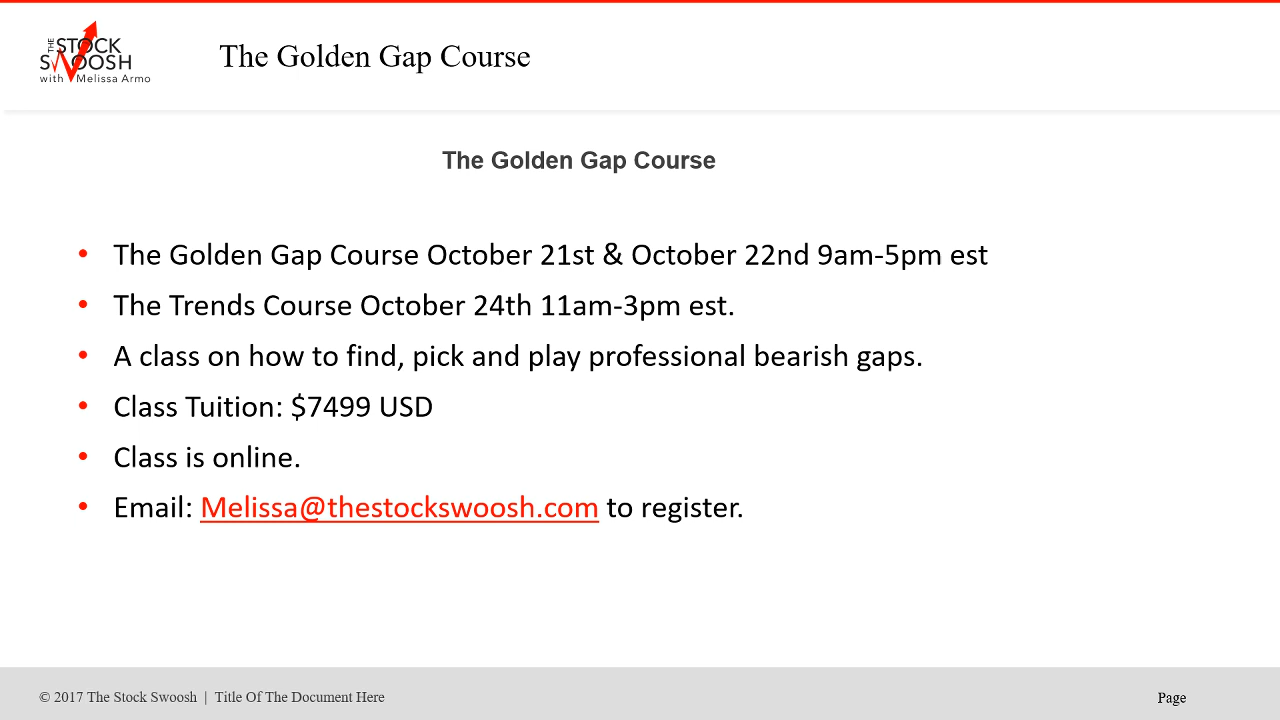 THE
STOCK
SWOOSH
with Melissa Armo
The Golden Gap Course
The Golden Gap Course
• The Golden Gap Course October 21st & October 22nd 9am-5pm est
• The Trends Course October 24th 11am-3pm est.
• A class on how to find, pick and play professional bearish gaps.
• Class Tuition: $7499 USD
• Class is online.
• Email: Melissa@thestockswoosh.com to register.
© 2017 The Stock Swoosh | Title Of The Document Here
Page